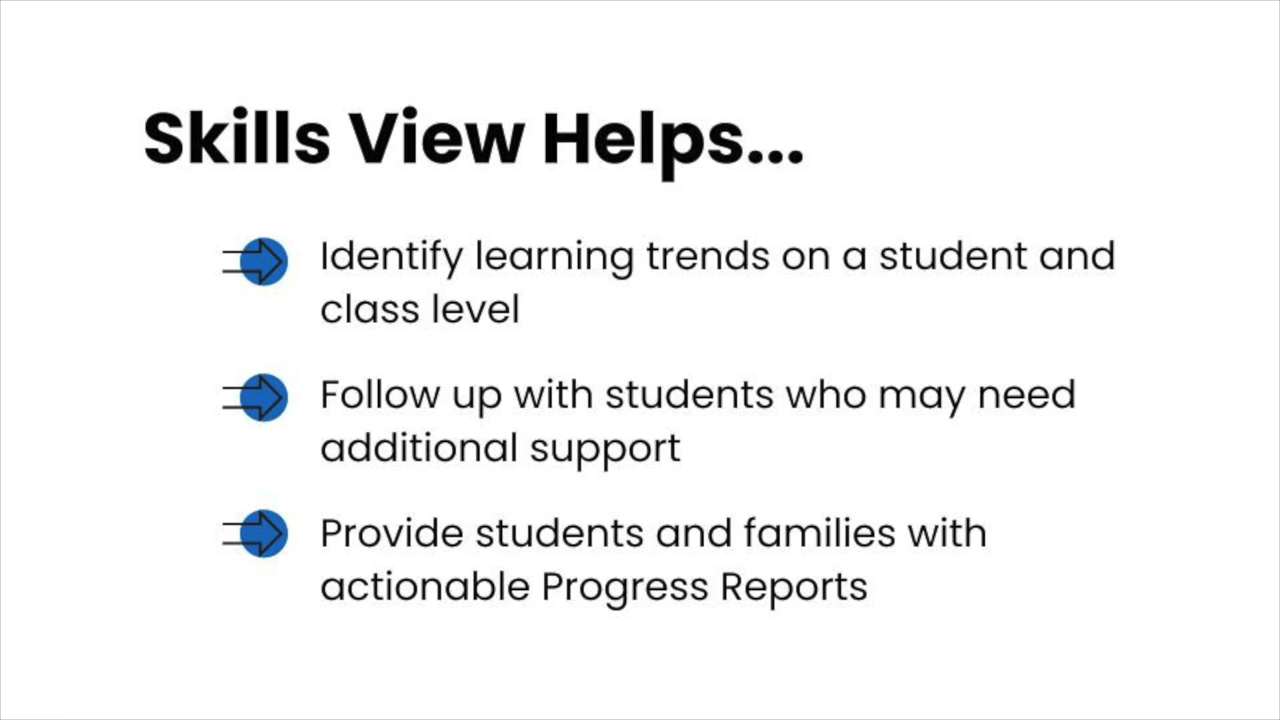 Skills View Helps...
Identify learning trends on a student and
class level
Follow up with students who may need
additional support
Provide students and families with
actionable Progress Reports